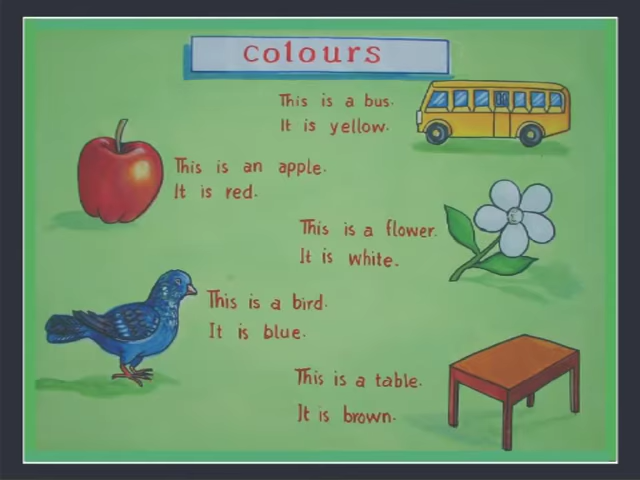 Colours
This is a bus.
It is yellow.
This is an apple.
It is red.
This is a flower.
It is white.
This is a bird.
It is blue.
This is a table.
It is brown.